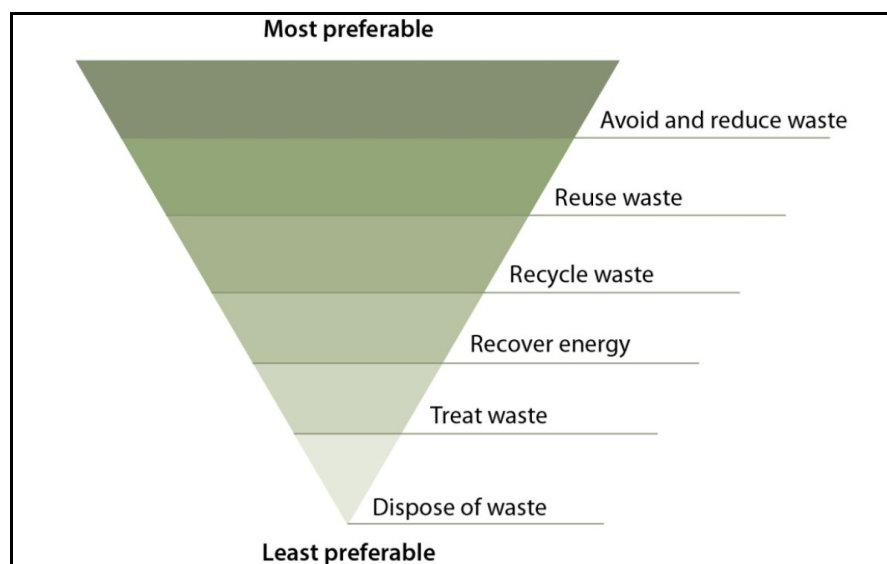 Most preferable
Avoid and reduce waste
Reuse waste
Recycle waste
Recover energy
Treat waste
Dispose of waste
Least preferable